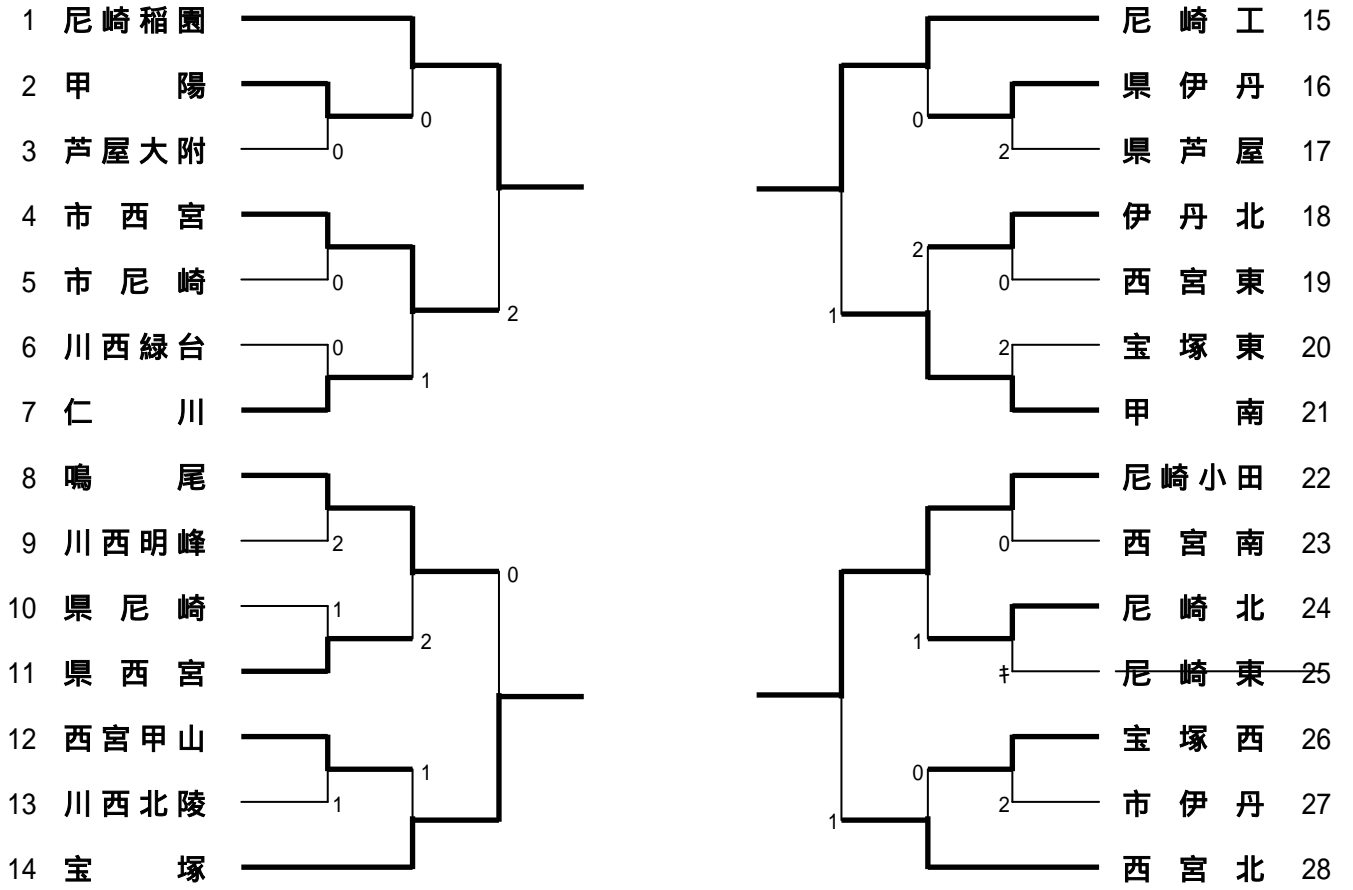 1 尼崎稲園
2 甲陽
0
3 芦屋大附
0
4 市西宮
5 市尼崎
0
2
6 川西緑台
0
1
7 仁川
8 鳴尾
9 川西明峰
2
0
10 県尼崎
1
2
11 県西宮
12 西宮甲山
1
13 川西北陵
1
14 宝塚
尼崎工 15
県伊丹 16
0
2
県芦屋 17
伊丹北 18
2
0
西宮東 19
1
2
宝塚東 20
甲南 21
尼崎小田 22
0
西宮南 23
尼崎北 24
1
キ
尼崎東 25
宝塚西 26
0
2
市伊丹 27
1
西宮北 28